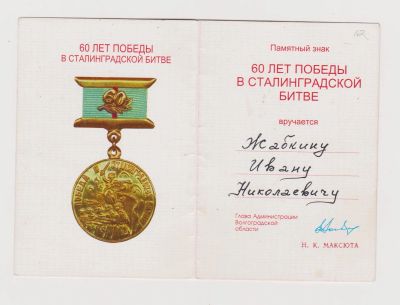 60 ЛЕТ ПОБЕДЫ
В СТАЛИНГРАДСКОЙ БИТВЕ
60
Памятный знак
60 ЛЕТ ПОБЕДЫ
В СТАЛИНГРАДСКОЙ
БИТВЕ
вручается
Жабкину
Ивану
Николаевичу
Глава Администрации
Волгоградской
области
Н. К. МАКСЮТА